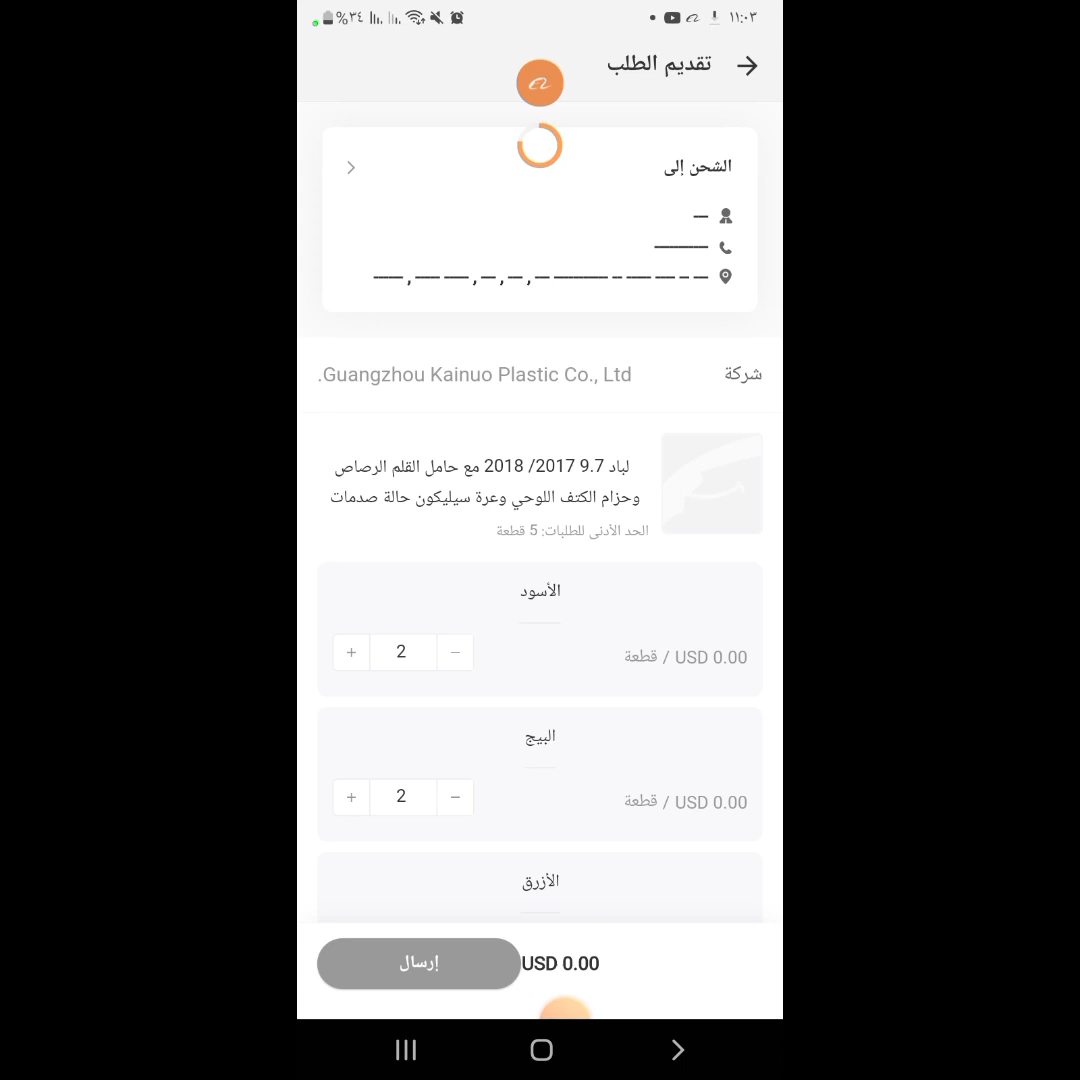 ١١:٠٣
%٣٤
تقديم الطلب
الشحن إلى
شركة
Guangzhou Kainuo Plastic Co., Ltd.
لباد 9.7 2017/ 2018 مع حامل القلم الرصاص
وحزام الكتف اللوحي وعرة سيليكون حالة صدمات
الحد الأدنى للطلبات: 5 قطعة
الأسود
USD 0.00 / قطعة
− 2 +
البيج
USD 0.00 / قطعة
− 2 +
الأزرق
USD 0.00
إرسال